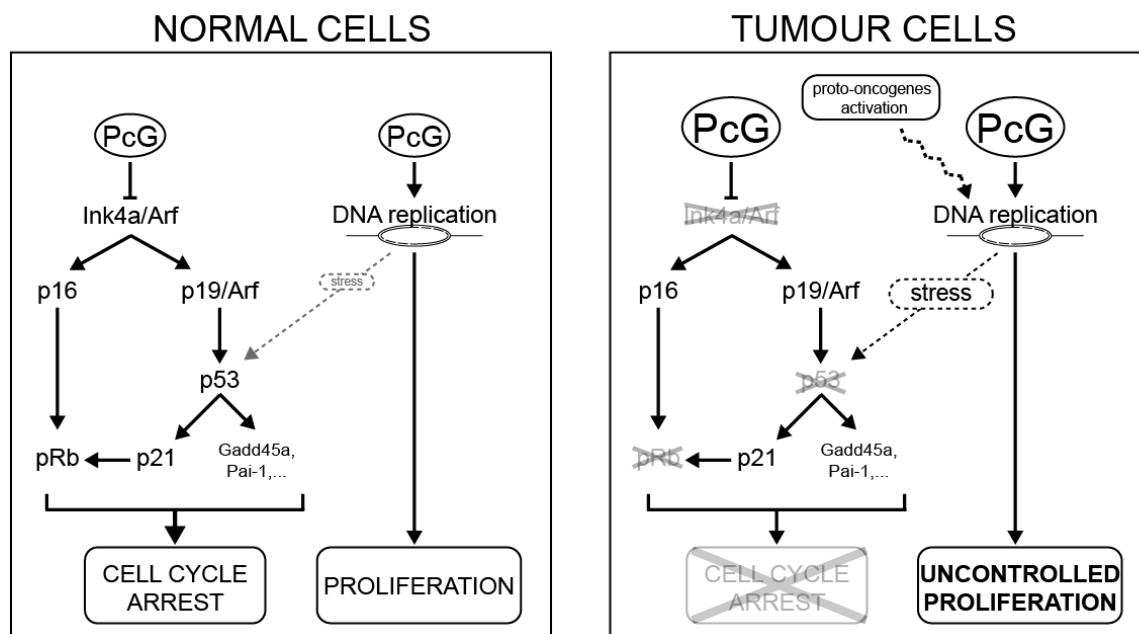 NORMAL CELLS
PcG
PcG
Ink4a/Arf
DNA replication
p16
p19/Arf
stress
p53
pRb
p21
Gadd45a,
Pai-1,...
CELL CYCLE
ARREST
PROLIFERATION
TUMOUR CELLS
proto-oncogenes
activation
PcG
PcG
Ink4a/Arf
DNA replication
p16
p19/Arf
stress
p53
pRb
p21
Gadd45a,
Pai-1,...
CELL CYCLE
ARREST
UNCONTROLLED
PROLIFERATION